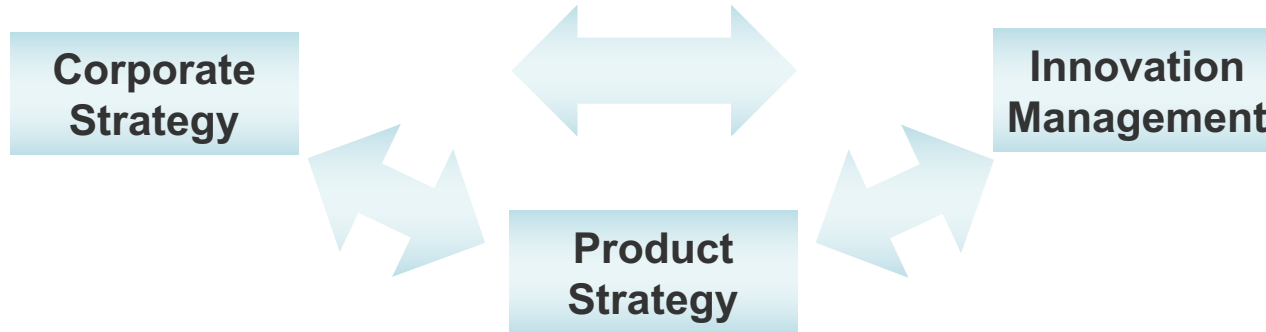 Corporate
Strategy
Innovation
Management
Product
Strategy